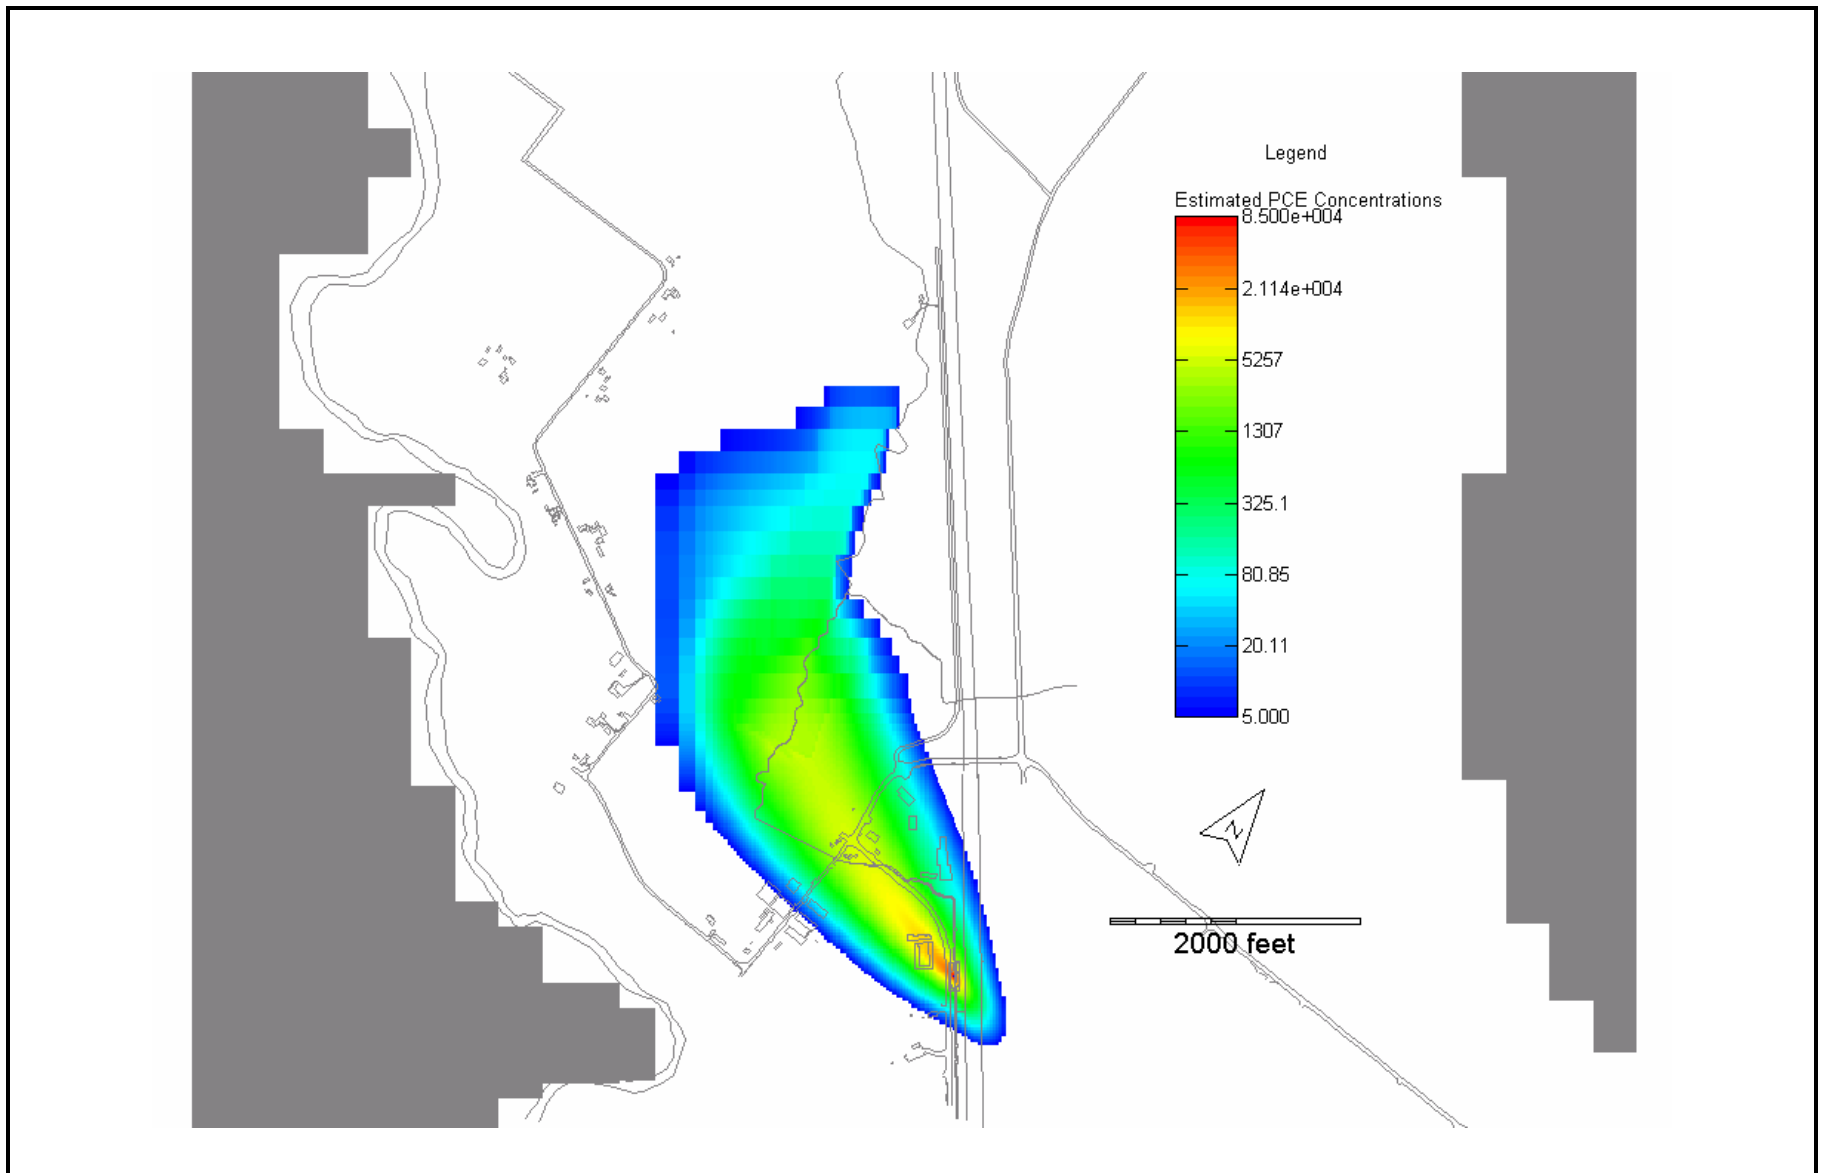 Legend
Estimated PCE Concentrations
8.500e+004
2.114e+004
5257
1307
325.1
80.85
20.11
5.000
N
2000 feet